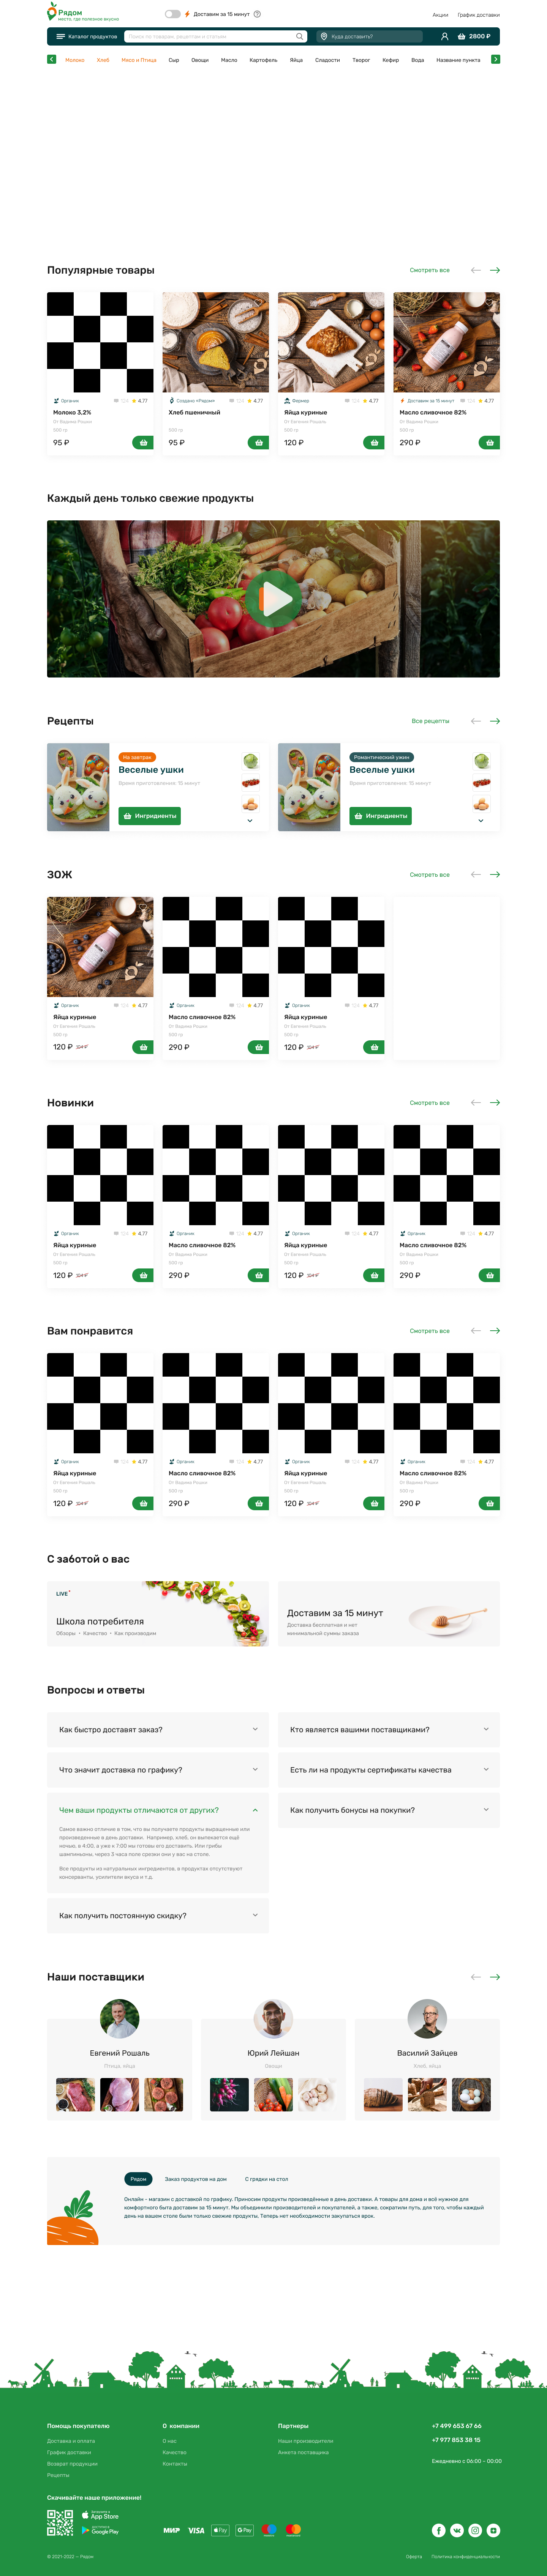 Рядом
место, где полезное вкусно
Доставим за 15 минут
Акции График доставки
Каталог продуктов
Поиск по товарам, рецептам и статьям
Куда доставить?
2800 ₽
Молоко Хлеб Мясо и Птица Сыр Овощи Масло Картофель Яйца Сладости Творог Кефир Вода Название пункта
Популярные товары
Смотреть все
Органик 124 4.77
Молоко 3,2%
От Вадима Рошки
500 гр
95 ₽
Создано «Рядом» 124 4.77
Хлеб пшеничный
500 гр
95 ₽
Фермер 124 4.77
Яйца куриные
От Евгения Рошаль
500 гр
120 ₽
Доставим за 15 минут 124 4.77
Масло сливочное 82%
От Вадима Рошки
500 гр
290 ₽
Каждый день только свежие продукты
Рецепты
Все рецепты
На завтрак
Веселые ушки
Время приготовления: 15 минут
Ингридиенты
Романтический ужин
Веселые ушки
Время приготовления: 15 минут
Ингридиенты
ЗОЖ
Смотреть все
Органик 124 4.77
Яйца куриные
От Евгения Рошаль
500 гр
120 ₽
Органик 124 4.77
Масло сливочное 82%
От Вадима Рошки
500 гр
290 ₽
Органик 124 4.77
Яйца куриные
От Евгения Рошаль
500 гр
120 ₽
Новинки
Смотреть все
Органик 124 4.77
Яйца куриные
От Евгения Рошаль
500 гр
120 ₽
Органик 124 4.77
Масло сливочное 82%
От Вадима Рошки
500 гр
290 ₽
Органик 124 4.77
Яйца куриные
От Евгения Рошаль
500 гр
120 ₽
Органик 124 4.77
Масло сливочное 82%
От Вадима Рошки
500 гр
290 ₽
Вам понравится
Смотреть все
Органик 124 4.77
Яйца куриные
От Евгения Рошаль
500 гр
120 ₽
Органик 124 4.77
Масло сливочное 82%
От Вадима Рошки
500 гр
290 ₽
Органик 124 4.77
Яйца куриные
От Евгения Рошаль
500 гр
120 ₽
Органик 124 4.77
Масло сливочное 82%
От Вадима Рошки
500 гр
290 ₽
С заботой о вас
LIVE
Школа потребителя
Обзоры • Качество • Как производим
Доставим за 15 минут
Доставка бесплатная и нет
минимальной суммы заказа
Вопросы и ответы
Как быстро доставят заказ?
Что значит доставка по графику?
Чем ваши продукты отличаются от других?
Самое важно отличие в том, что вы получаете продукты выращенные или
произведенные в день доставки. Например, хлеб, он выпекается ещё
ночью, в 4:00, а уже к 7:00 мы готовы его доставить. Или грибы
шампиньоны, через 3 часа поле срезки они у вас на столе.
Все продукты из натуральных ингредиентов, в продуктах отсутствуют
консерванты, усилители вкуса и т.д.
Как получить постоянную скидку?
Кто является вашими поставщиками?
Есть ли на продукты сертификаты качества
Как получить бонусы на покупки?
Наши поставщики
Евгений Рошаль
Птица, яйца
Юрий Лейшан
Овощи
Василий Зайцев
Хлеб, яйца
Рядом Заказ продуктов на дом С грядки на стол
Онлайн - магазин с доставкой по графику. Приносим продукты произведённые в день доставки. А товары для дома и всё нужное для
комфортного быта доставим за 15 минут. Мы объединили производителей и покупателей, а также, сократили путь, для того, чтобы каждый
день на вашем столе были только свежие продукты. Теперь нет необходимости закупаться впрок.
Помощь покупателю
Доставка и оплата
График доставки
Возврат продукции
Рецепты
О компании
О нас
Качество
Контакты
Партнеры
Наши производители
Анкета поставщика
+7 499 653 67 66
+7 977 853 38 15
Ежедневно с 06:00 - 00:00
Скачивайте наше приложение!
App Store
Google Play
МИР VISA Pay G Pay
© 2021-2022 — Рядом
Оферта Политика конфиденциальности